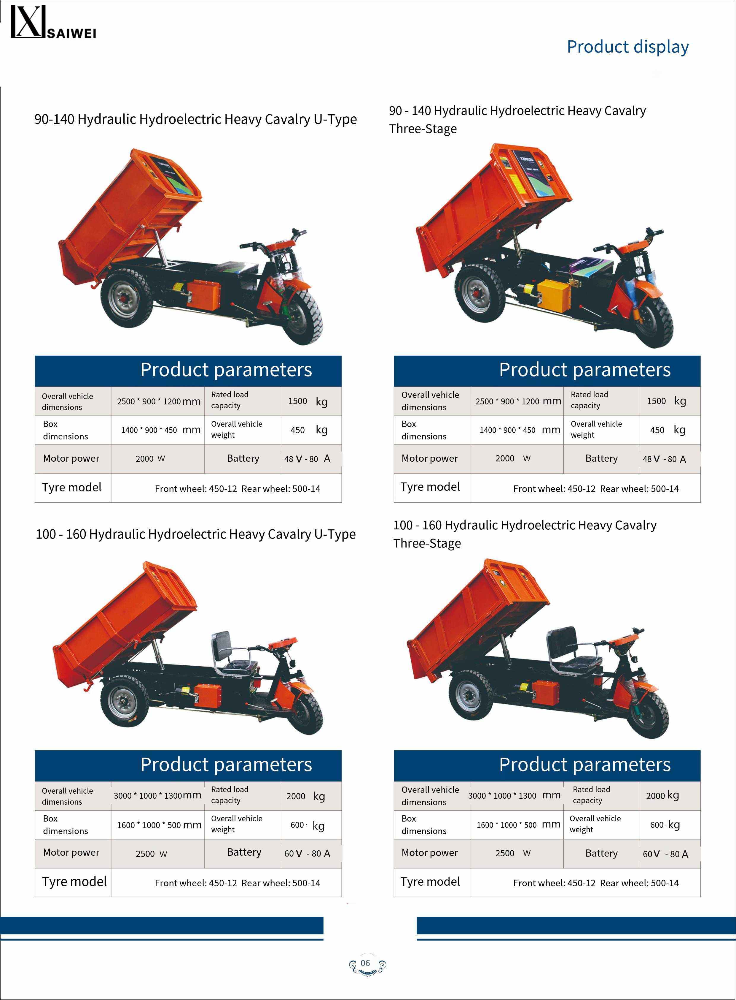 X SAIWEI
Product display
90-140 Hydraulic Hydroelectric Heavy Cavalry U-Type
90 - 140 Hydraulic Hydroelectric Heavy Cavalry
Three-Stage
Product parameters
Overall vehicle
dimensions
2500 * 900 * 1200 mm
Rated load
capacity
1500 kg
Box
dimensions
1400 * 900 * 450 mm
Overall vehicle
weight
450 kg
Motor power
2000 W
Battery
48 V - 80 A
Tyre model
Front wheel: 450-12 Rear wheel: 500-14
Product parameters
Overall vehicle
dimensions
2500 * 900 * 1200 mm
Rated load
capacity
1500 kg
Box
dimensions
1400 * 900 * 450 mm
Overall vehicle
weight
450 kg
Motor power
2000 W
Battery
48 V - 80 A
Tyre model
Front wheel: 450-12 Rear wheel: 500-14
100 - 160 Hydraulic Hydroelectric Heavy Cavalry U-Type
100 - 160 Hydraulic Hydroelectric Heavy Cavalry
Three-Stage
Product parameters
Overall vehicle
dimensions
3000 * 1000 * 1300 mm
Rated load
capacity
2000 kg
Box
dimensions
1600 * 1000 * 500 mm
Overall vehicle
weight
600 kg
Motor power
2500 W
Battery
60 V - 80 A
Tyre model
Front wheel: 450-12 Rear wheel: 500-14
Product parameters
Overall vehicle
dimensions
3000 * 1000 * 1300 mm
Rated load
capacity
2000 kg
Box
dimensions
1600 * 1000 * 500 mm
Overall vehicle
weight
600 kg
Motor power
2500 W
Battery
60 V - 80 A
Tyre model
Front wheel: 450-12 Rear wheel: 500-14
06